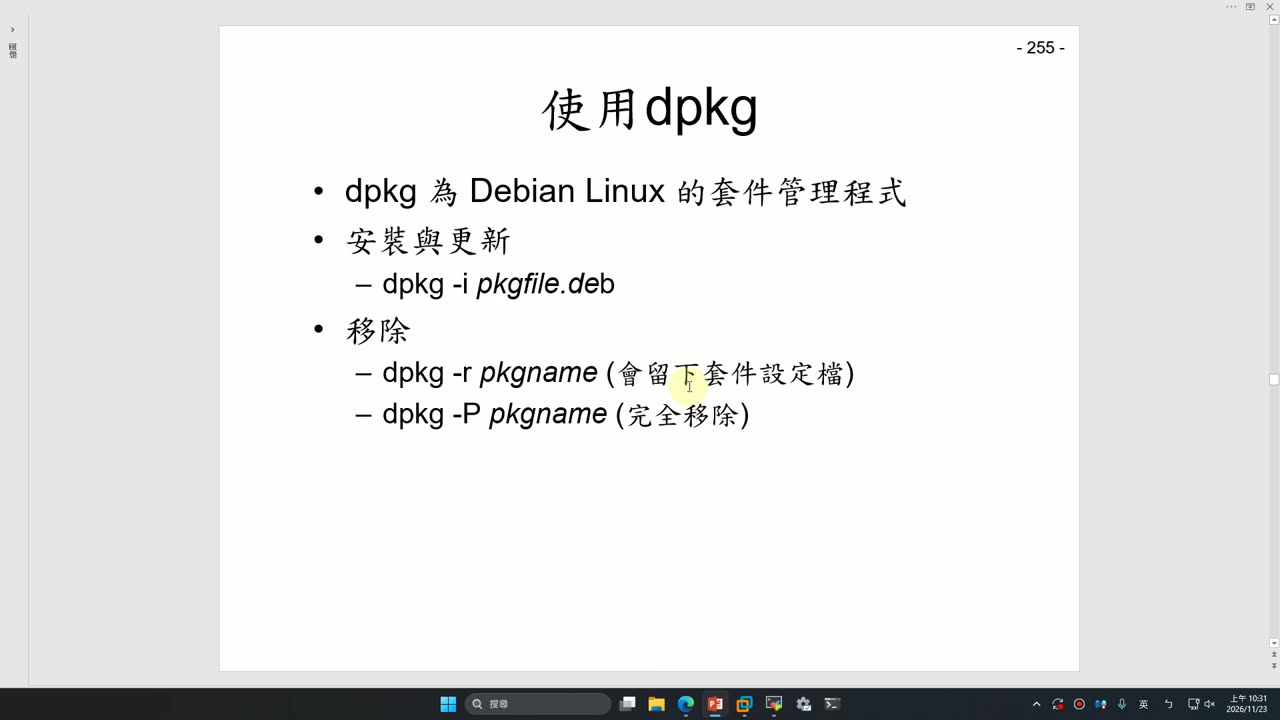 - 255 -
使用dpkg
• dpkg 為 Debian Linux 的套件管理程式
• 安裝與更新
– dpkg -i pkgfile.deb
• 移除
– dpkg -r pkgname (會留下套件設定檔)
– dpkg -P pkgname (完全移除)
搜尋
英
上午 10:31
2026/11/23